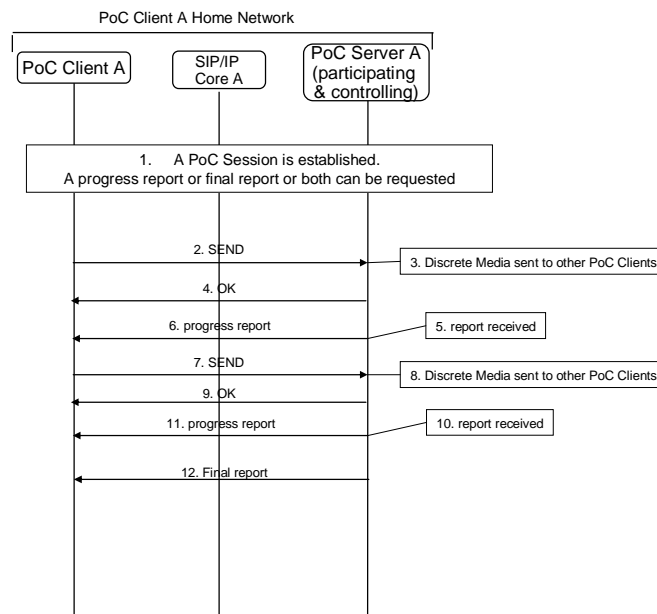 PoC Client A Home Network
PoC Client A
SIP/IP
Core A
PoC Server A
(participating
& controlling)
1. A PoC Session is established.
A progress report or final report or both can be requested
2. SEND
3. Discrete Media sent to other PoC Clients
4. OK
6. progress report
5. report received
7. SEND
8. Discrete Media sent to other PoC Clients
9. OK
11. progress report
10. report received
12. Final report